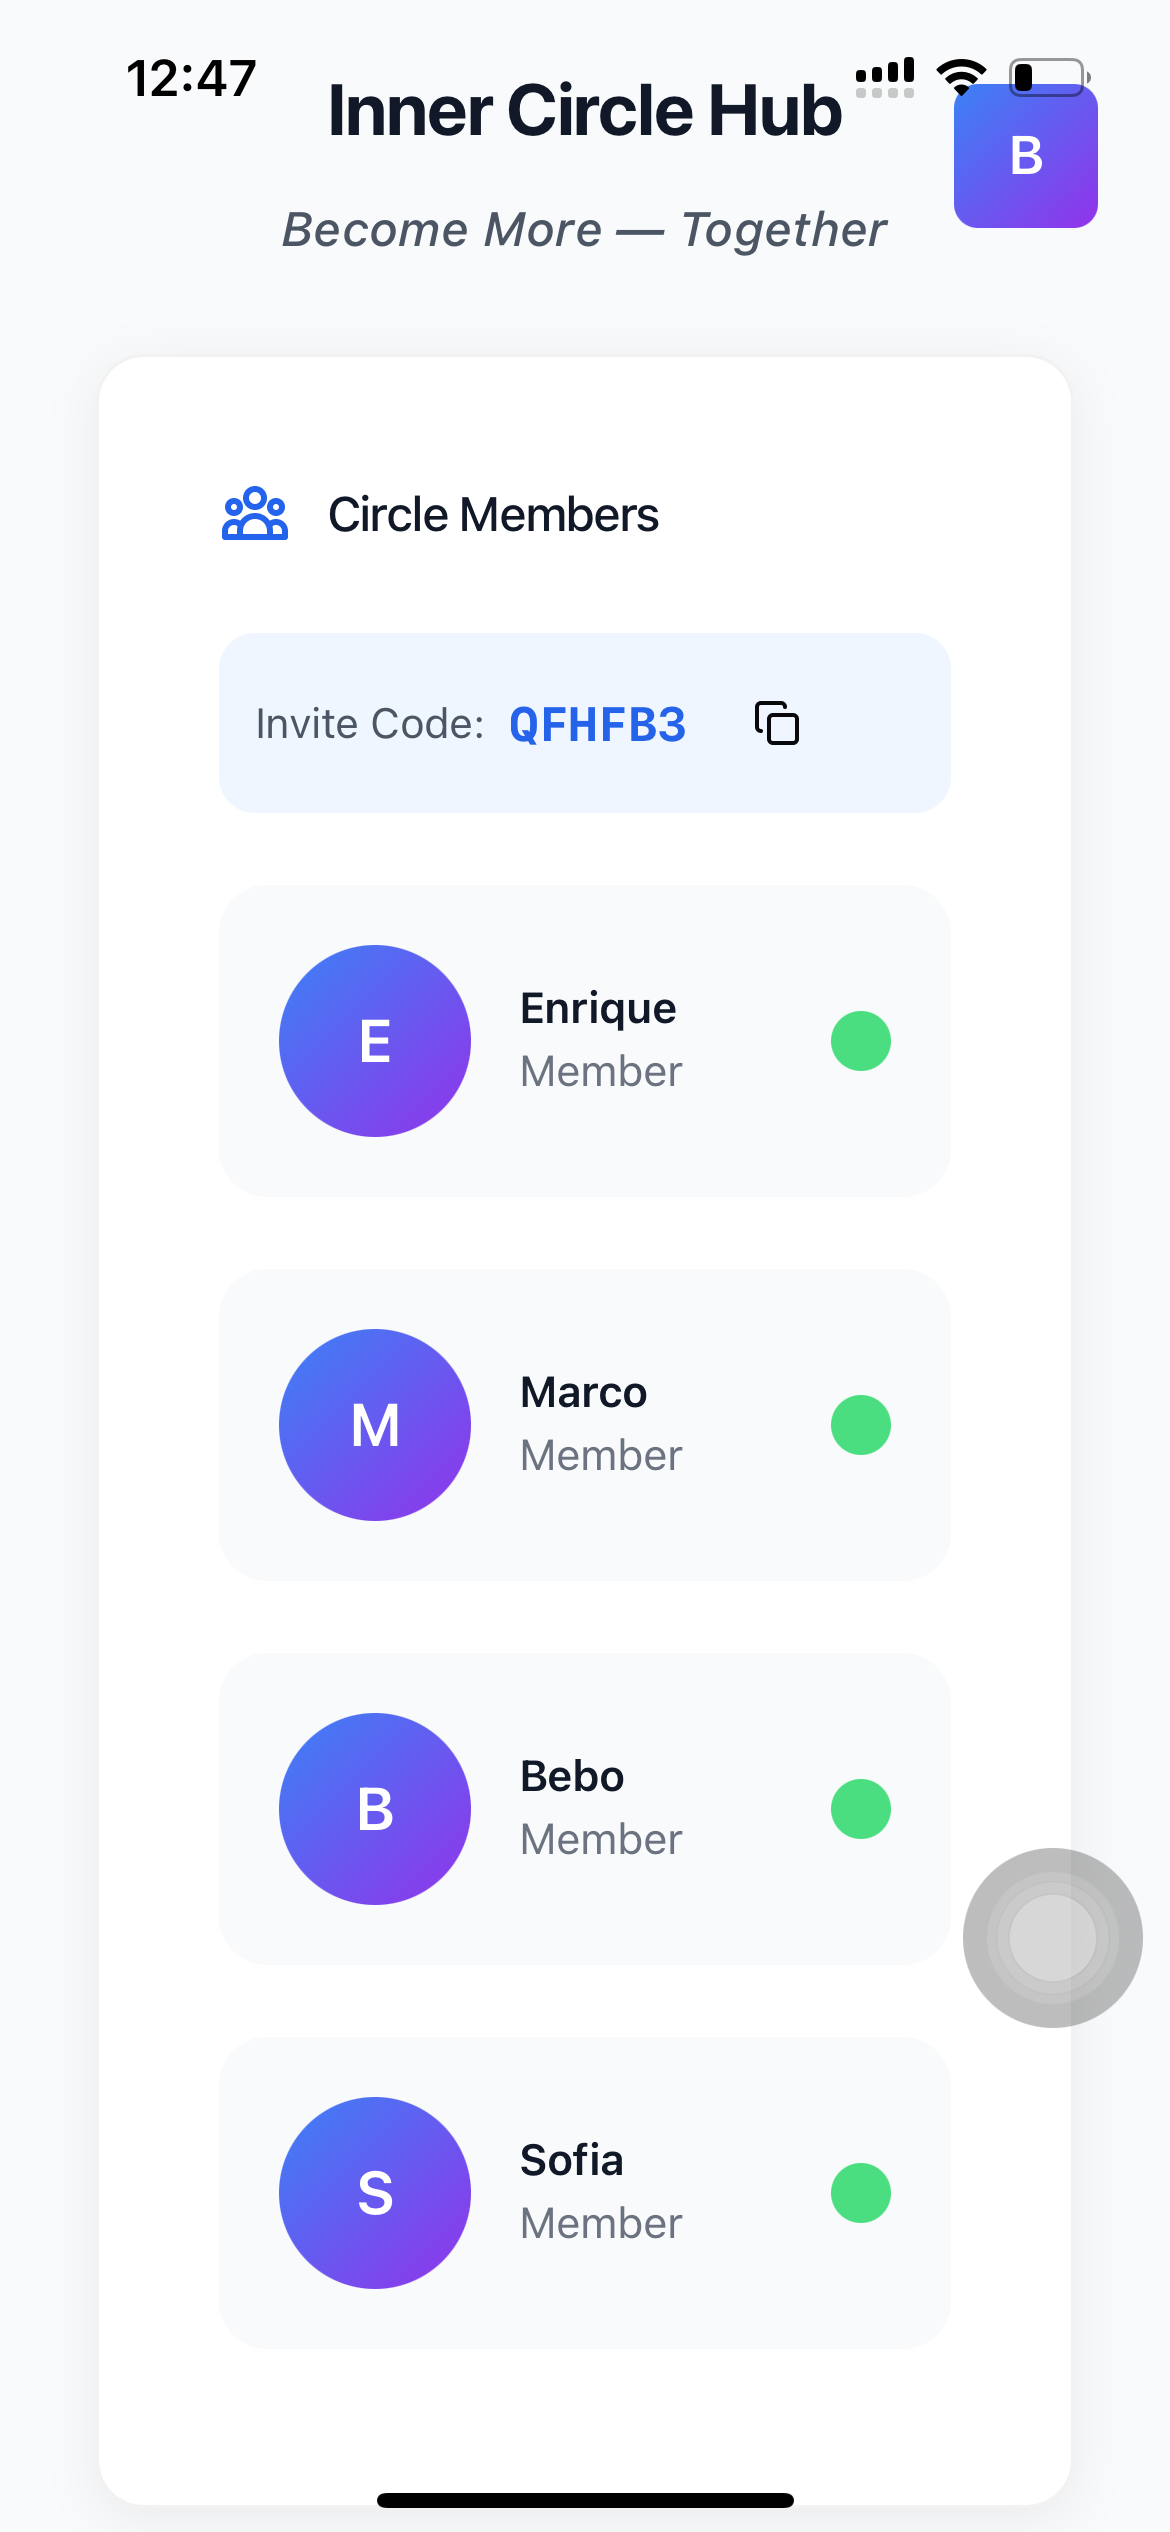 12:47
Inner Circle Hub
B
Become More — Together
Circle Members
Invite Code: QFHFB3
E
Enrique
Member
M
Marco
Member
B
Bebo
Member
S
Sofia
Member